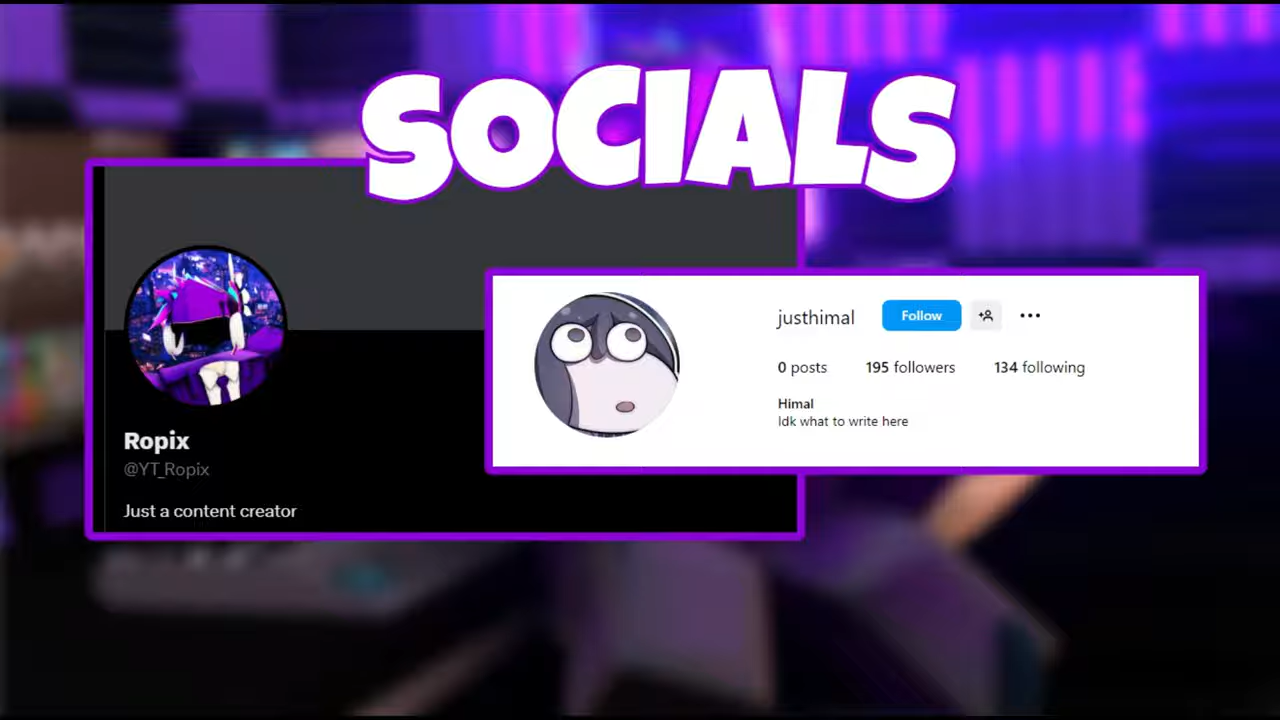 SOCIALS
Ropix
@YT_Ropix
Just a content creator
justhimal Follow
0 posts 195 followers 134 following
Himal
Idk what to write here